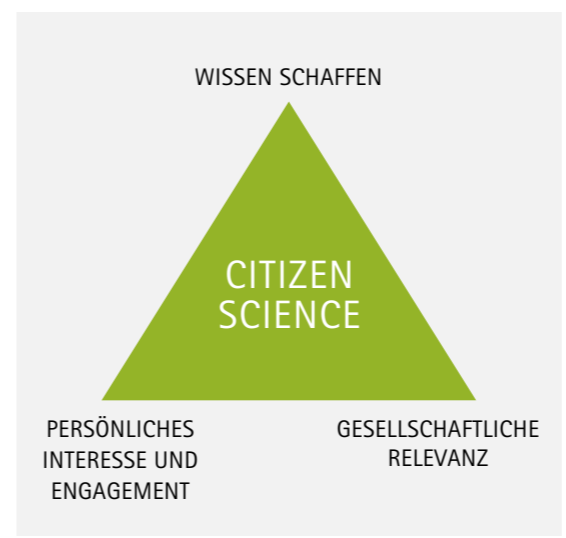 WISSEN SCHAFFEN
CITIZEN
SCIENCE
PERSÖNLICHES
INTERESSE UND
ENGAGEMENT
GESELLSCHAFTLICHE
RELEVANZ